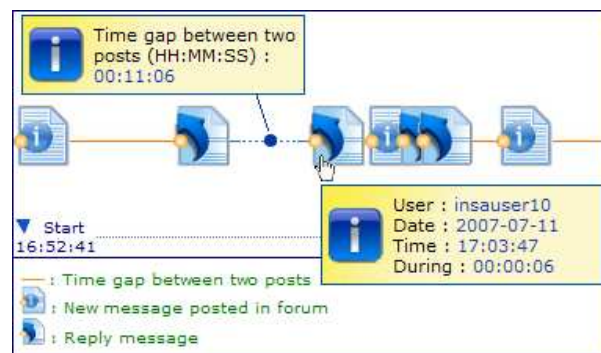 Time gap between two
posts (HH:MM:SS) :
00:11:06
User : insauser10
Date : 2007-07-11
Time : 17:03:47
During : 00:00:06
Start
16:52:41
: Time gap between two posts
: New message posted in forum
: Reply message